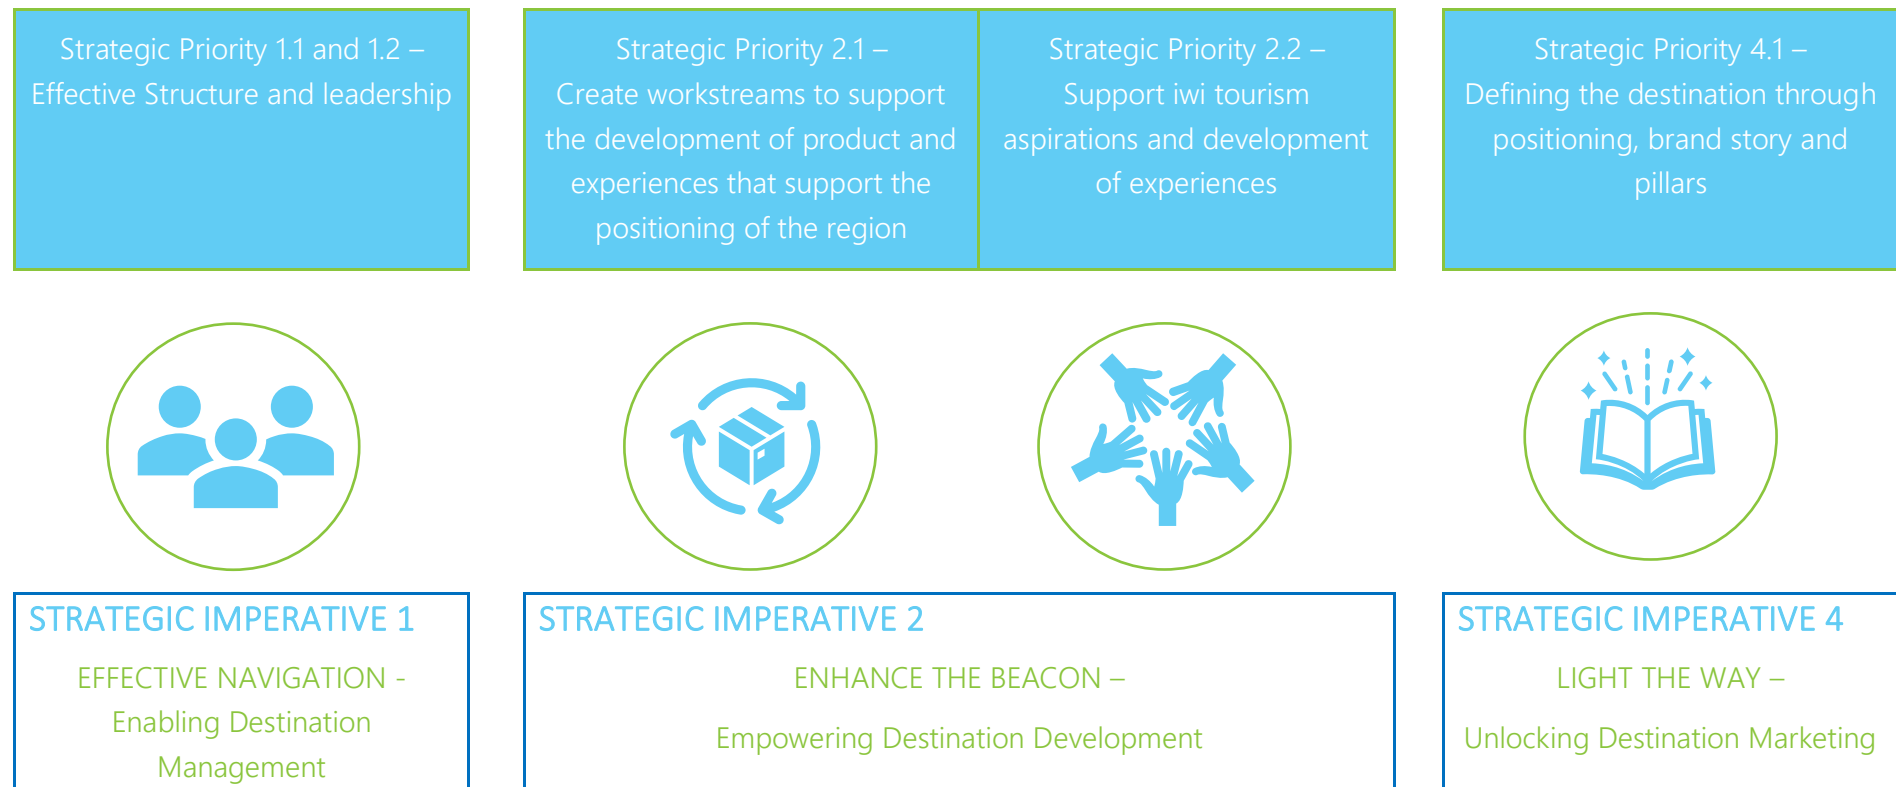 Strategic Priority 1.1 and 1.2 –
Effective Structure and leadership
Strategic Priority 2.1 –
Create workstreams to support
the development of product and
experiences that support the
positioning of the region
Strategic Priority 2.2 –
Support iwi tourism
aspirations and development
of experiences
Strategic Priority 4.1 –
Defining the destination through
positioning, brand story and
pillars
STRATEGIC IMPERATIVE 1
EFFECTIVE NAVIGATION -
Enabling Destination
Management
STRATEGIC IMPERATIVE 2
ENHANCE THE BEACON –
Empowering Destination Development
STRATEGIC IMPERATIVE 4
LIGHT THE WAY –
Unlocking Destination Marketing